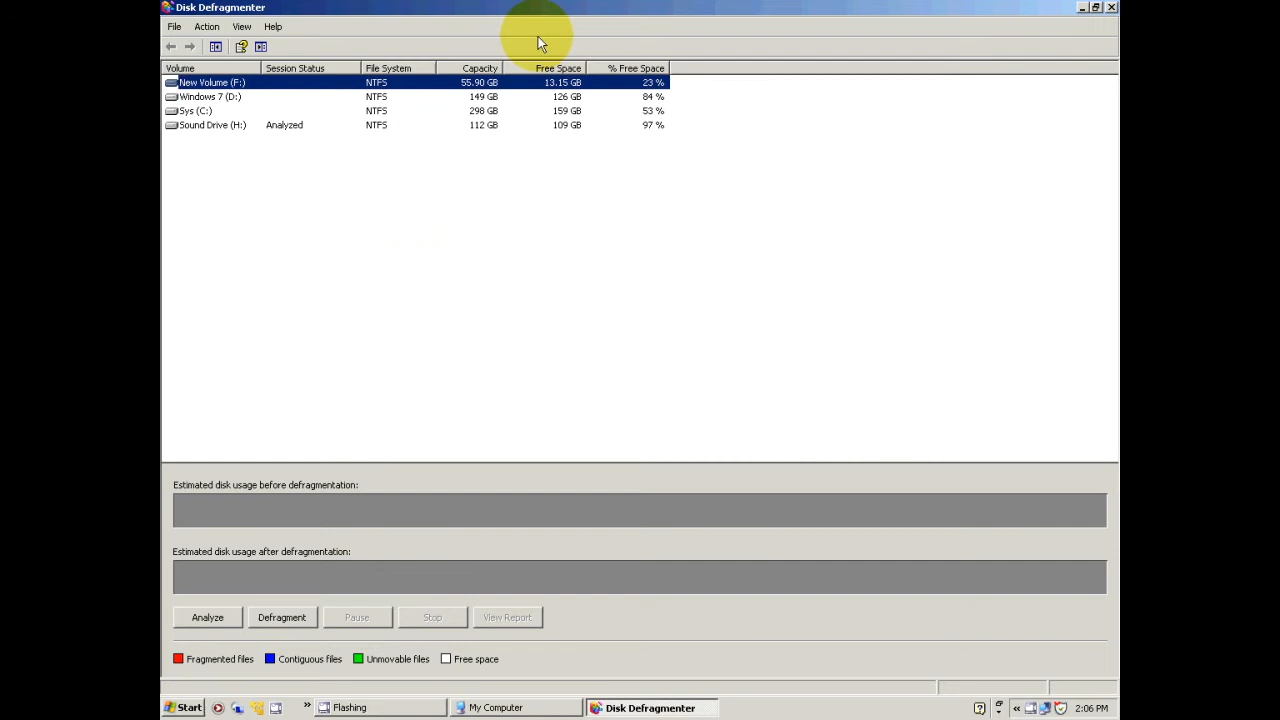 Disk Defragmenter
File Action View Help
Volume Session Status File System Capacity Free Space % Free Space
New Volume (F:) NTFS 55.90 GB 13.15 GB 23 %
Windows 7 (D:) NTFS 149 GB 126 GB 84 %
Sys (C:) NTFS 298 GB 159 GB 53 %
Sound Drive (H:) Analyzed NTFS 112 GB 109 GB 97 %
Estimated disk usage before defragmentation:
Estimated disk usage after defragmentation:
Analyze Defragment Pause Stop View Report
Fragmented files Contiguous files Unmovable files Free space
Start » Flashing My Computer Disk Defragmenter « 2:06 PM